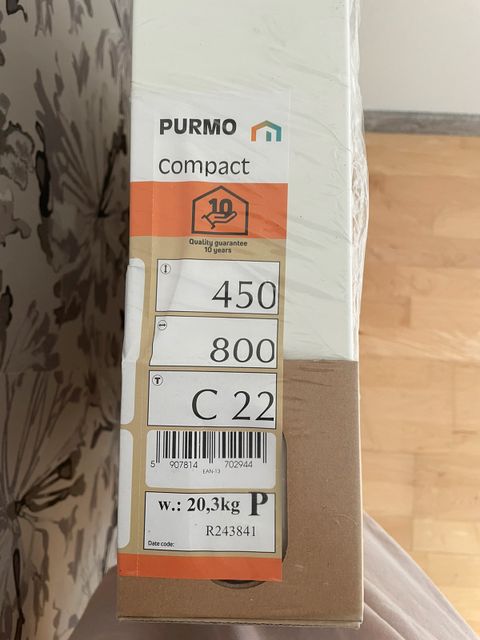 PURMO
compact
10
Quality guarantee
10 years
450
800
T
C 22
5 907814 702944
EAN-13
w.: 20,3kg P
R243841
Date code: